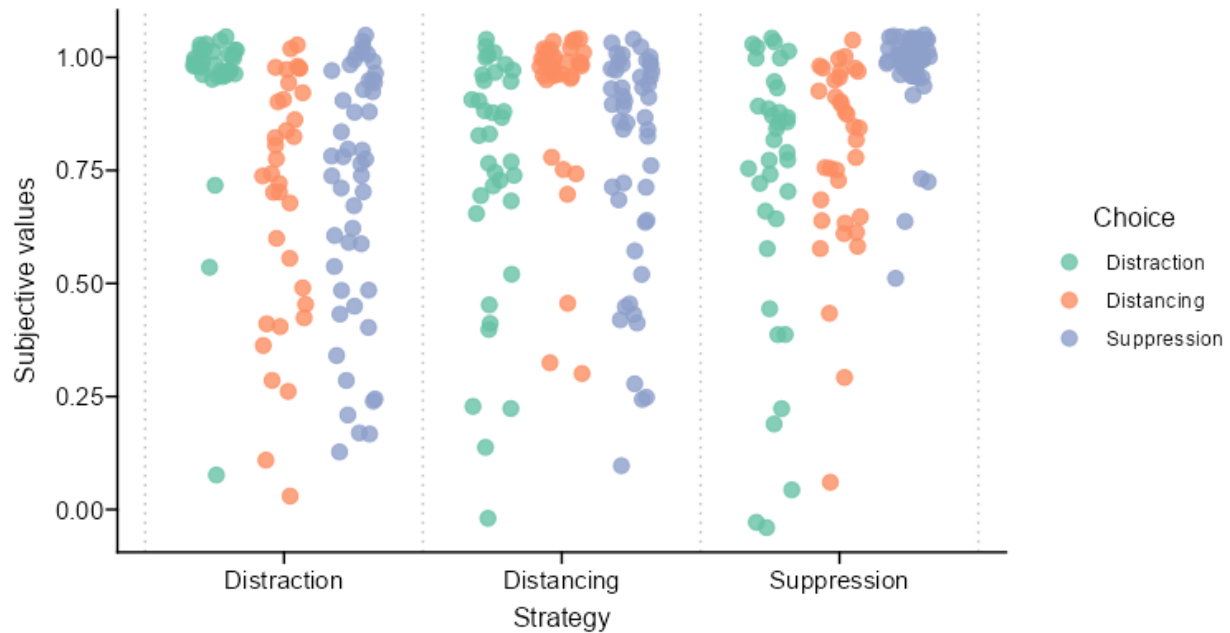 Subjective values
1.00
0.75
0.50
0.25
0.00
Distraction
Distancing
Suppression
Strategy
Choice
Distraction
Distancing
Suppression